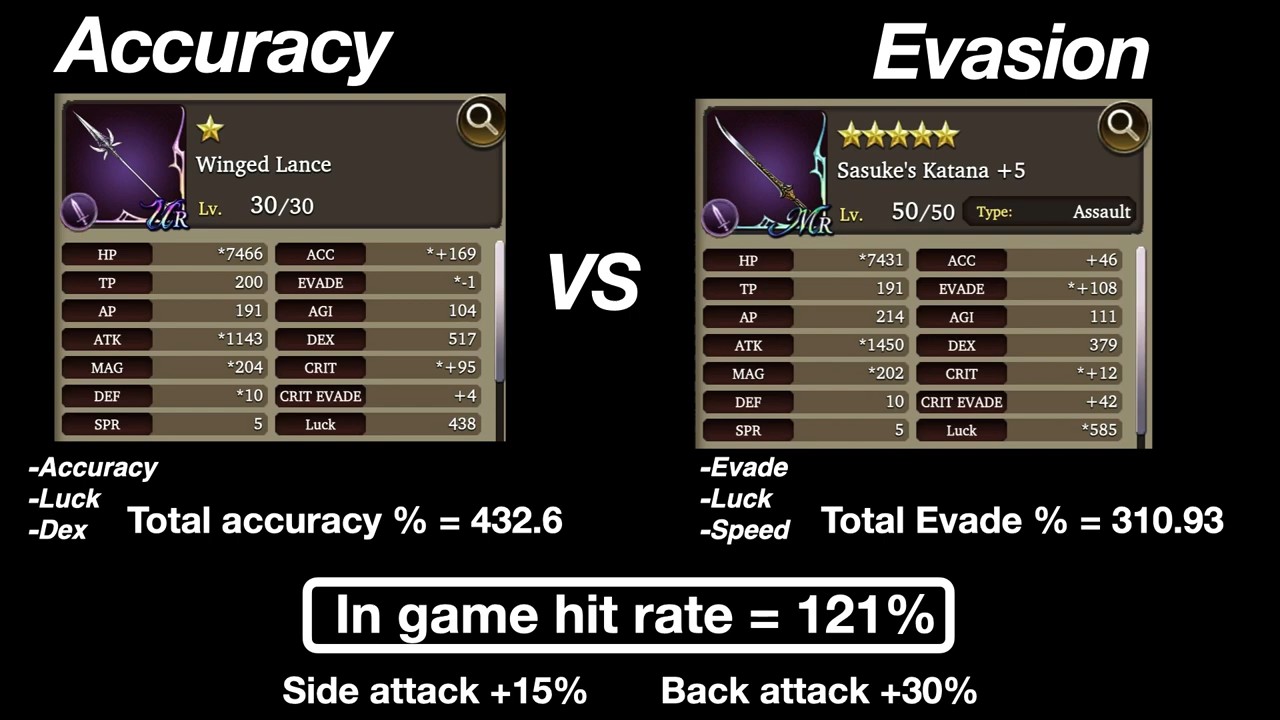 Accuracy
Winged Lance
UR
Lv. 30/30
HP *7466 ACC *+169
TP 200 EVADE *-1
AP 191 AGI 104
ATK *1143 DEX 517
MAG *204 CRIT *+95
DEF *10 CRIT EVADE +4
SPR 5 Luck 438
-Accuracy
-Luck
-Dex
Total accuracy % = 432.6
VS
Evasion
Sasuke's Katana +5
MR
Lv. 50/50 Type: Assault
HP *7431 ACC +46
TP 191 EVADE *+108
AP 214 AGI 111
ATK *1450 DEX 379
MAG *202 CRIT *+12
DEF 10 CRIT EVADE +42
SPR 5 Luck *585
-Evade
-Luck
-Speed
Total Evade % = 310.93
In game hit rate = 121%
Side attack +15% Back attack +30%